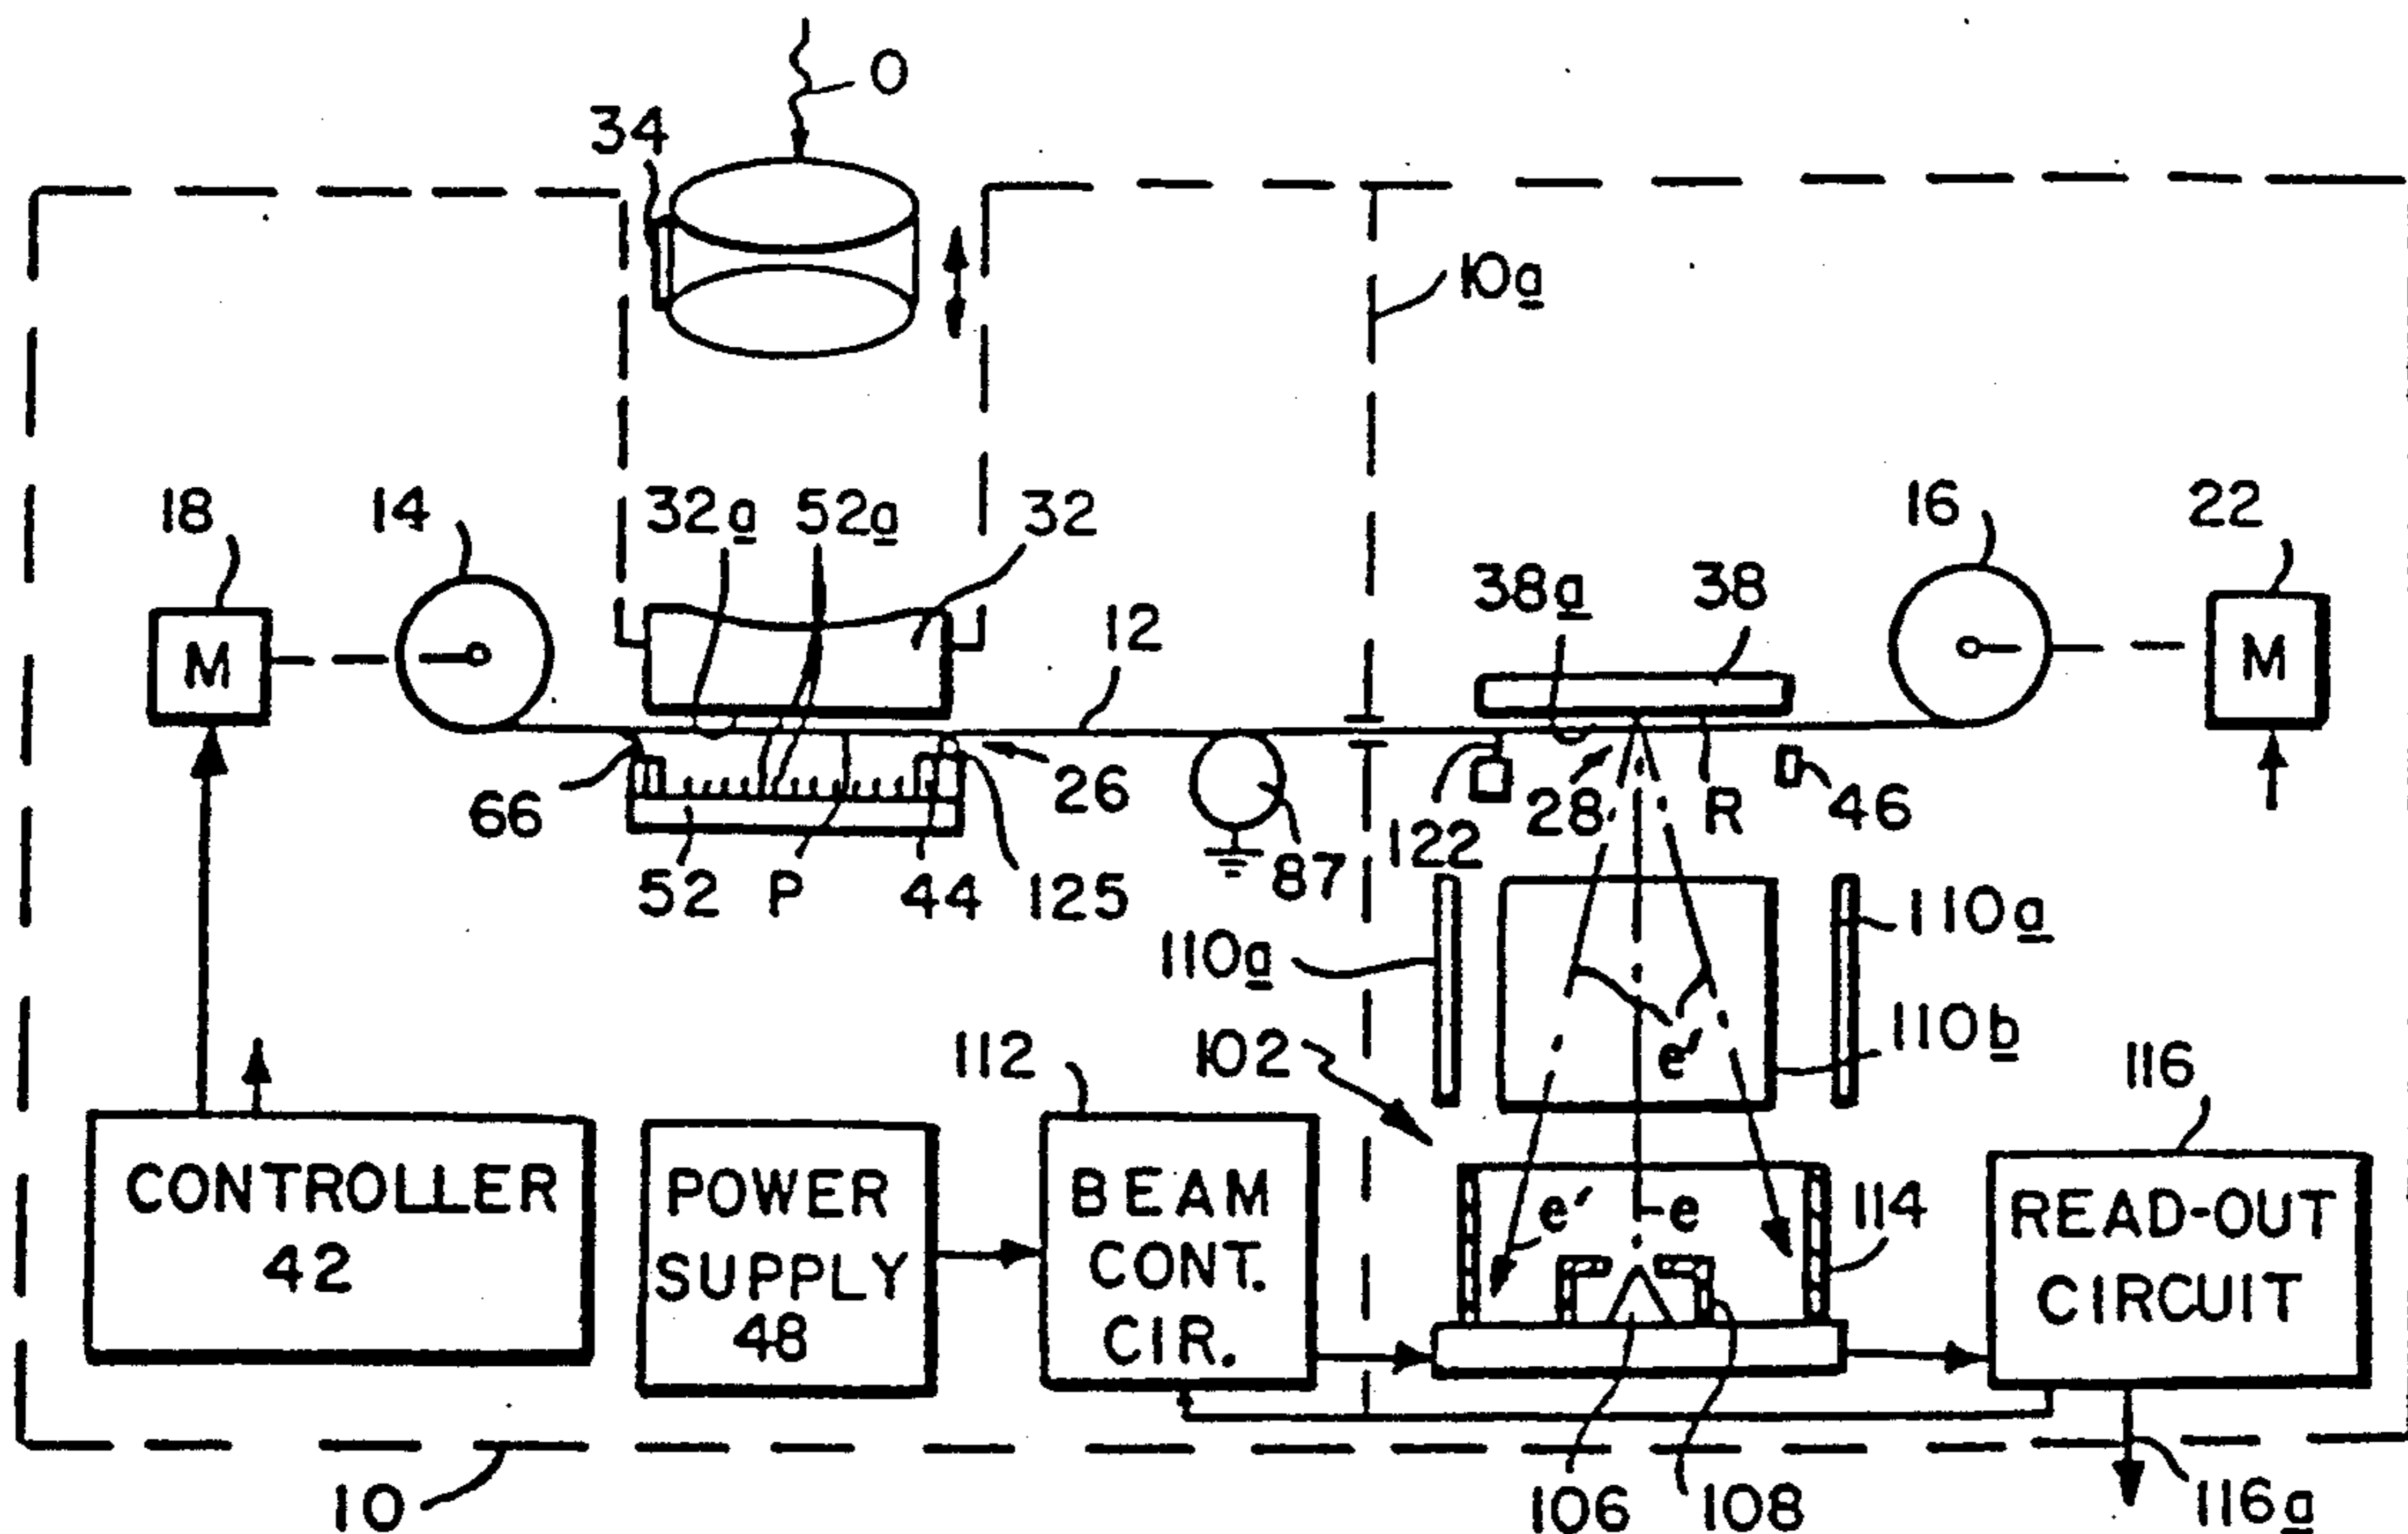 O
34
10a
18
14
32a
52a
32
12
38a
38
16
22
M
M
66
26
122
28
R
46
52
P
44
125
87
110a
110a
110b
e'
112
102
116
CONTROLLER
42
POWER
SUPPLY
48
BEAM
CONT.
CIR.
e'
e
114
READ-OUT
CIRCUIT
10
106
108
116a